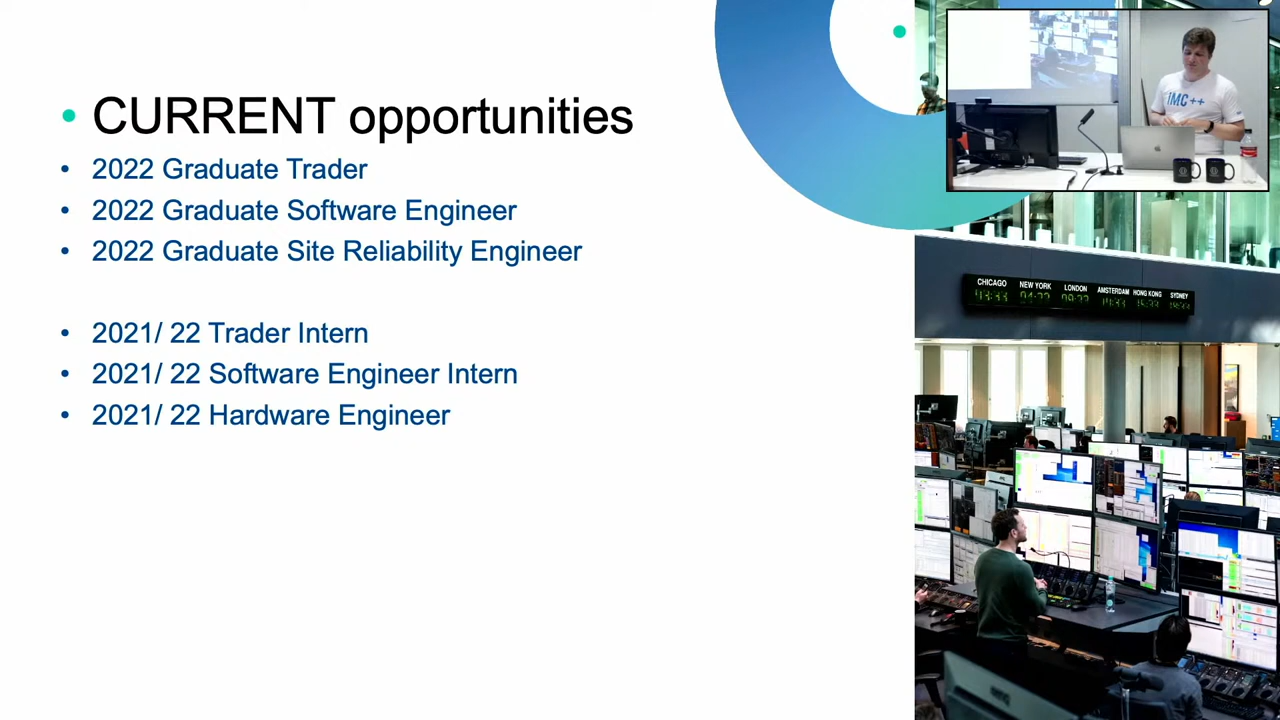 CURRENT opportunities
2022 Graduate Trader
2022 Graduate Software Engineer
2022 Graduate Site Reliability Engineer
2021/ 22 Trader Intern
2021/ 22 Software Engineer Intern
2021/ 22 Hardware Engineer
iMC++
CHICAGO NEW YORK LONDON AMSTERDAM HONG KONG SYDNEY